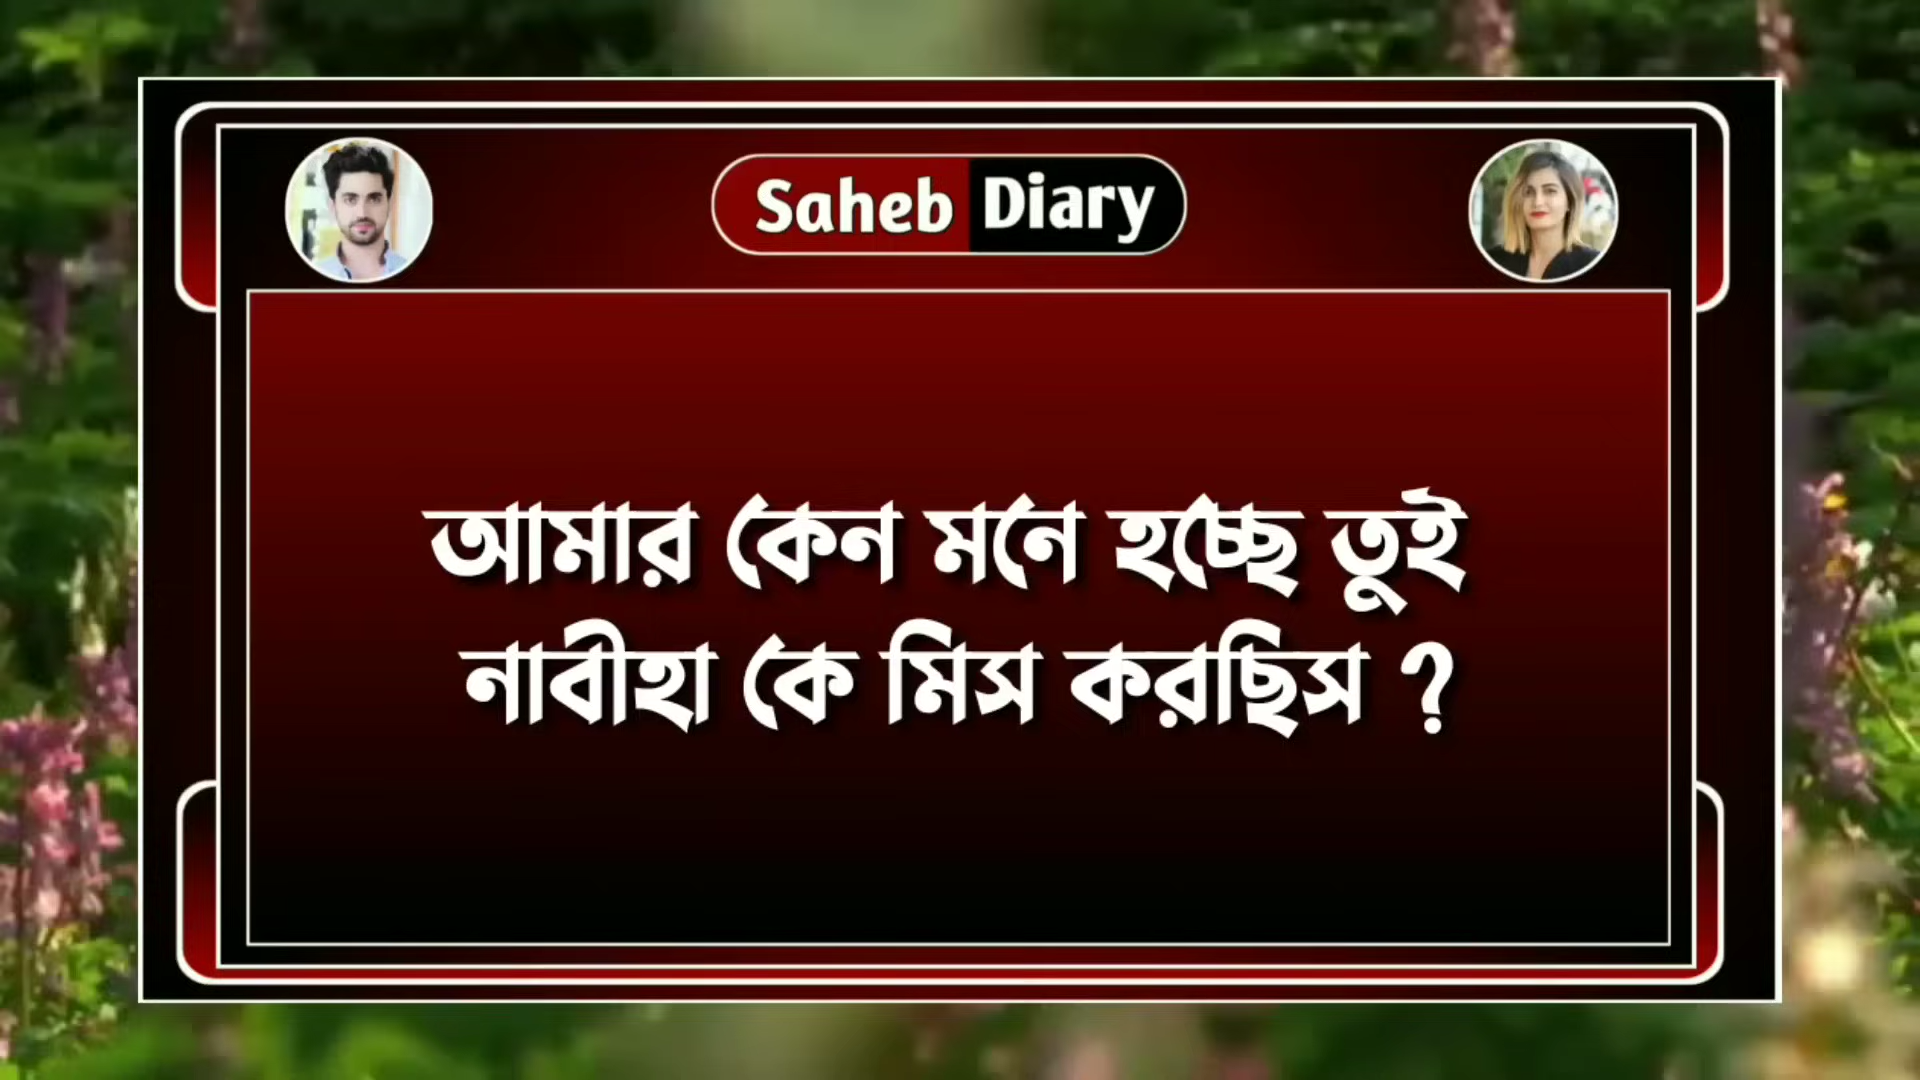 Saheb Diary
আমার কেন মনে হচ্ছে তুই
নাবীহা কে মিস করছিস ?